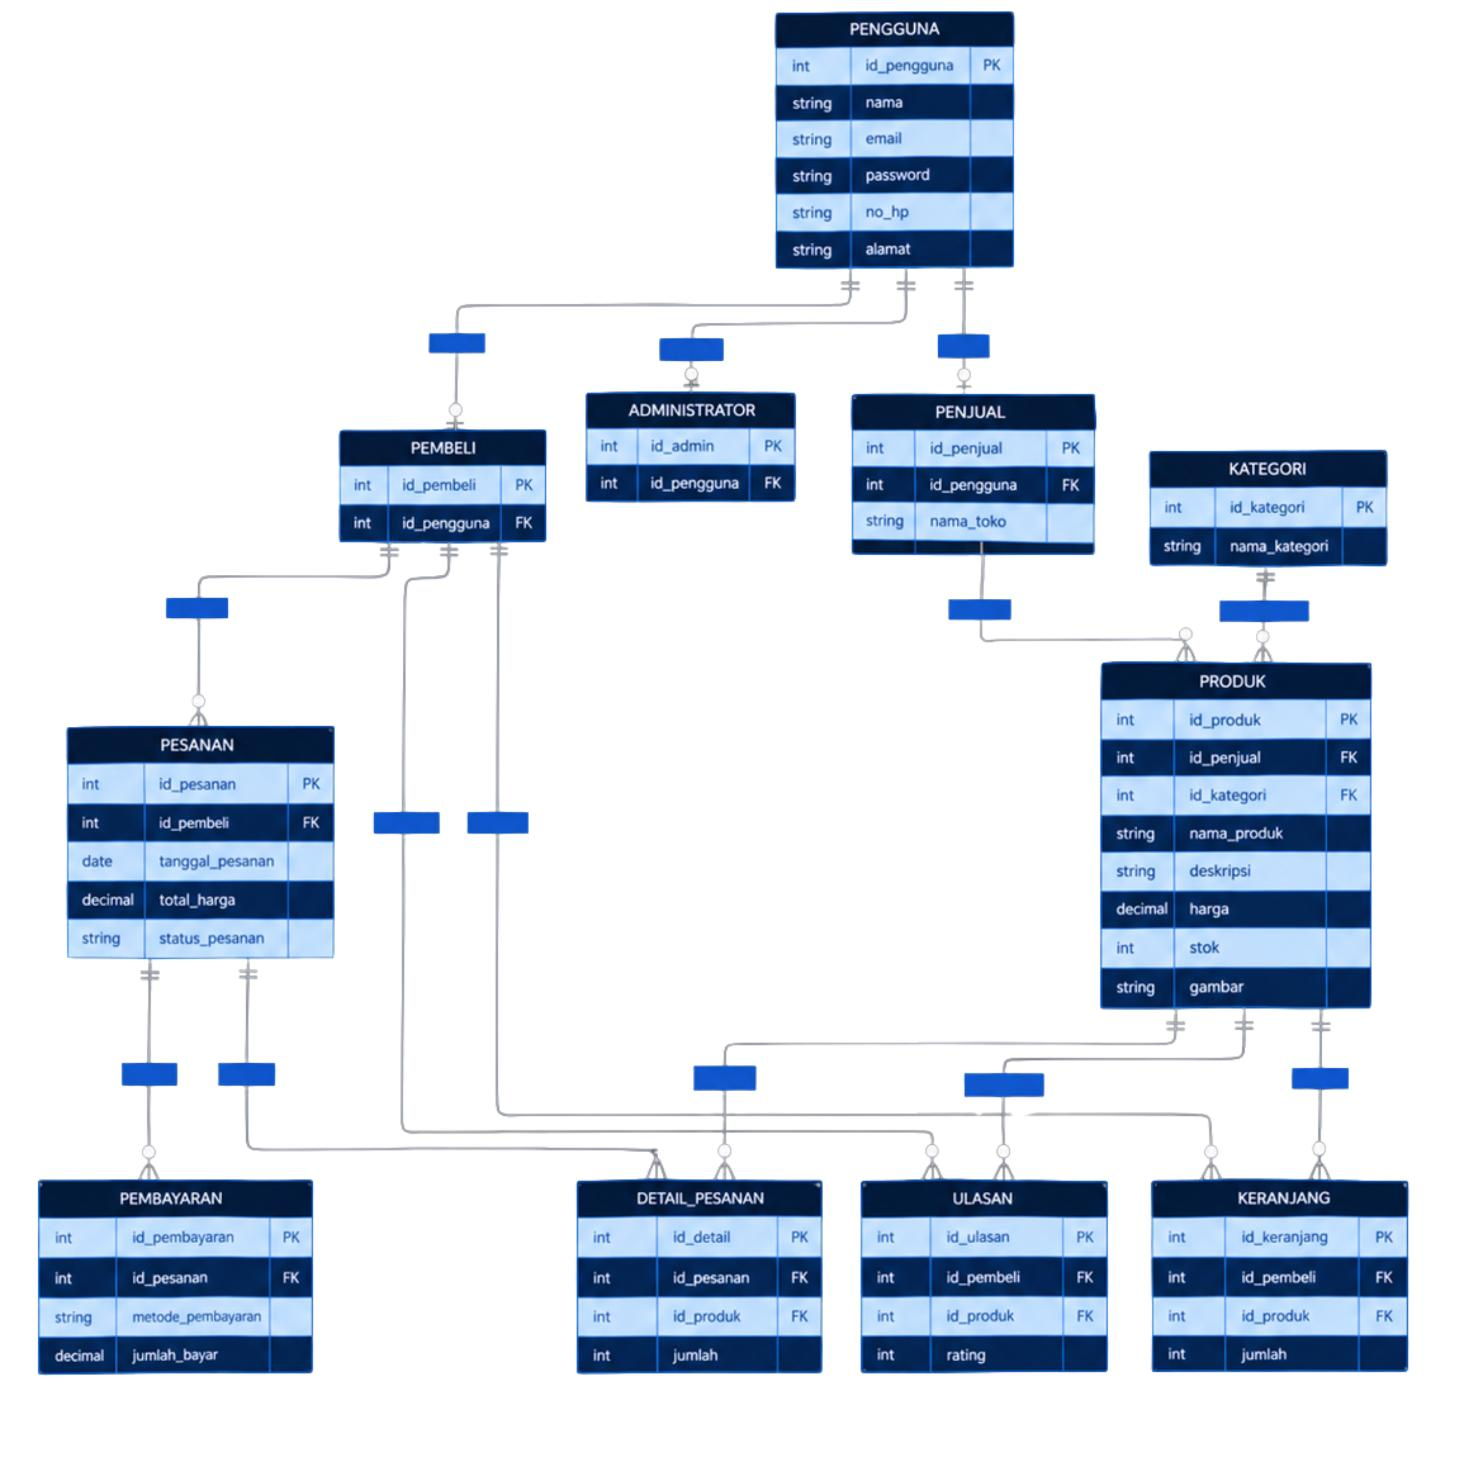 PENGGUNA
int id_pengguna PK
string nama
string email
string password
string no_hp
string alamat
PEMBELI
int id_pembeli PK
int id_pengguna FK
ADMINISTRATOR
int id_admin PK
int id_pengguna FK
PENJUAL
int id_penjual PK
int id_pengguna FK
string nama_toko
KATEGORI
int id_kategori PK
string nama_kategori
PESANAN
int id_pesanan PK
int id_pembeli FK
date tanggal_pesanan
decimal total_harga
string status_pesanan
PRODUK
int id_produk PK
int id_penjual FK
int id_kategori FK
string nama_produk
string deskripsi
decimal harga
int stok
string gambar
PEMBAYARAN
int id_pembayaran PK
int id_pesanan FK
string metode_pembayaran
decimal jumlah_bayar
DETAIL_PESANAN
int id_detail PK
int id_pesanan FK
int id_produk FK
int jumlah
ULASAN
int id_ulasan PK
int id_pembeli FK
int id_produk FK
int rating
KERANJANG
int id_keranjang PK
int id_pembeli FK
int id_produk FK
int jumlah